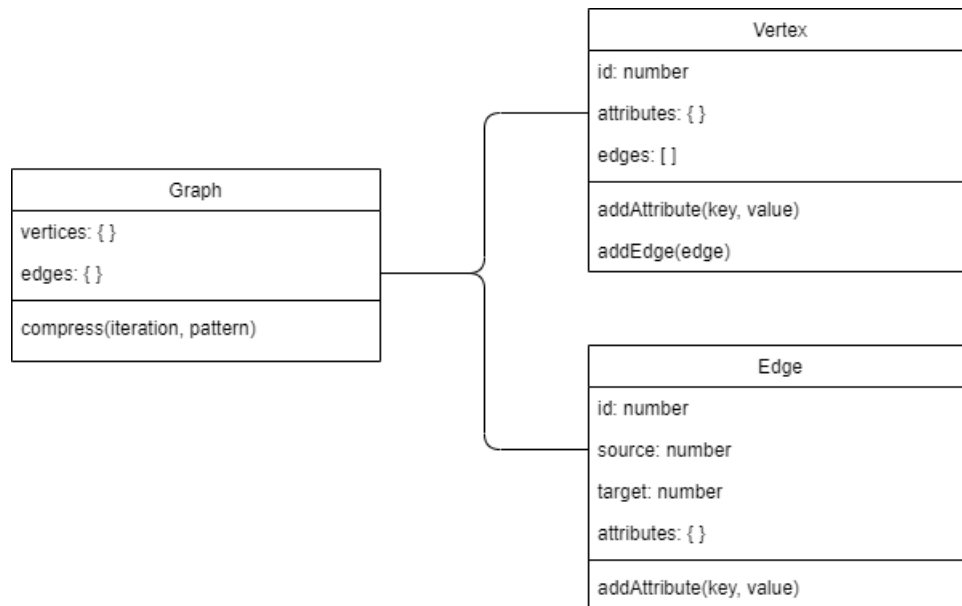 Graph
vertices: { }
edges: { }
compress(iteration, pattern)
Vertex
id: number
attributes: { }
edges: [ ]
addAttribute(key, value)
addEdge(edge)
Edge
id: number
source: number
target: number
attributes: { }
addAttribute(key, value)